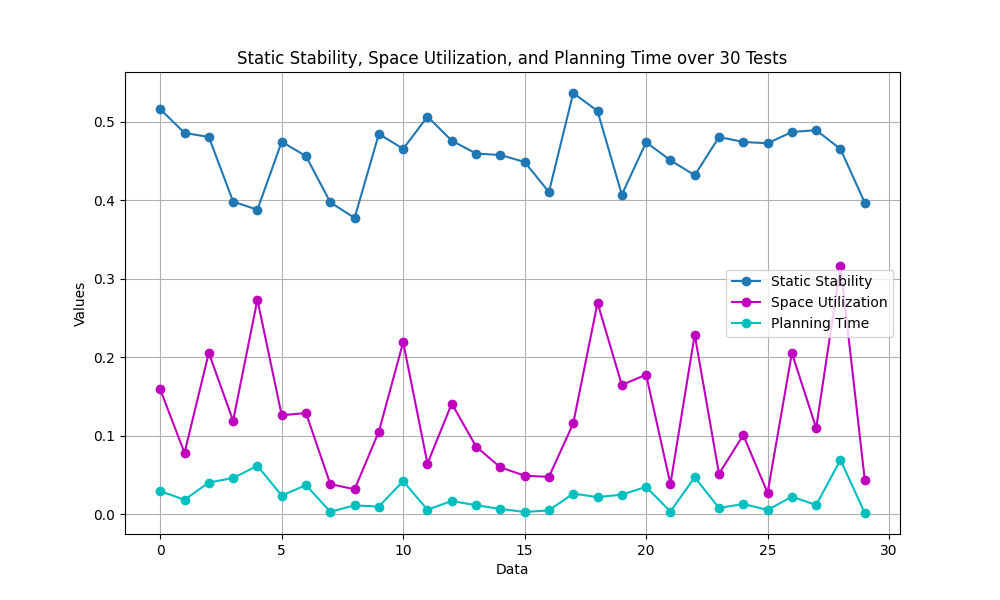 Static Stability, Space Utilization, and Planning Time over 30 Tests
Values
0.5
0.4
0.3
0.2
0.1
0.0
Static Stability
Space Utilization
Planning Time
0 5 10 15 20 25 30
Data